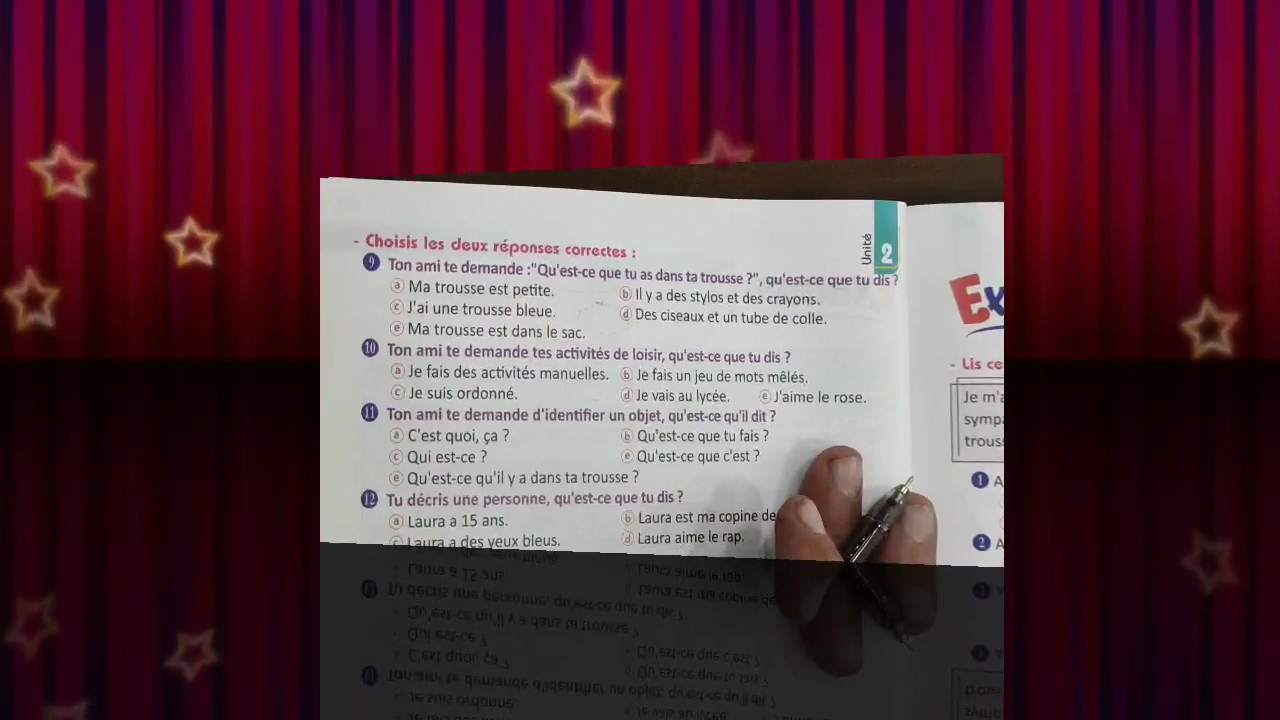 Unité 2
- Choisis les deux réponses correctes :
9 Ton ami te demande :"Qu'est-ce que tu as dans ta trousse ?", qu'est-ce que tu dis ?
a Ma trousse est petite. b Il y a des stylos et des crayons.
c J'ai une trousse bleue. d Des ciseaux et un tube de colle.
e Ma trousse est dans le sac.
10 Ton ami te demande tes activités de loisir, qu'est-ce que tu dis ?
a Je fais des activités manuelles. b Je fais un jeu de mots mêlés.
c Je suis ordonné. d Je vais au lycée. e J'aime le rose.
11 Ton ami te demande d'identifier un objet, qu'est-ce qu'il dit ?
a C'est quoi, ça ? b Qu'est-ce que tu fais ?
c Qui est-ce ? e Qu'est-ce que c'est ?
e Qu'est-ce qu'il y a dans ta trousse ?
12 Tu décris une personne, qu'est-ce que tu dis ?
a Laura a 15 ans. b Laura est ma copine de
c Laura a des yeux bleus. d Laura aime le rap.
Ex
- Lis ce
Je m'a
symp
trous
1 A
2 A